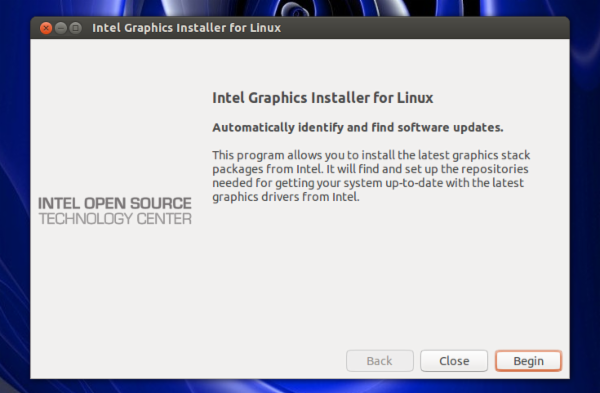 Intel Graphics Installer for Linux
Intel Graphics Installer for Linux
Automatically identify and find software updates.
This program allows you to install the latest graphics stack
packages from Intel. It will find and set up the repositories
needed for getting your system up-to-date with the latest
graphics drivers from Intel.
INTEL OPEN SOURCE
TECHNOLOGY CENTER
Back
Close
Begin